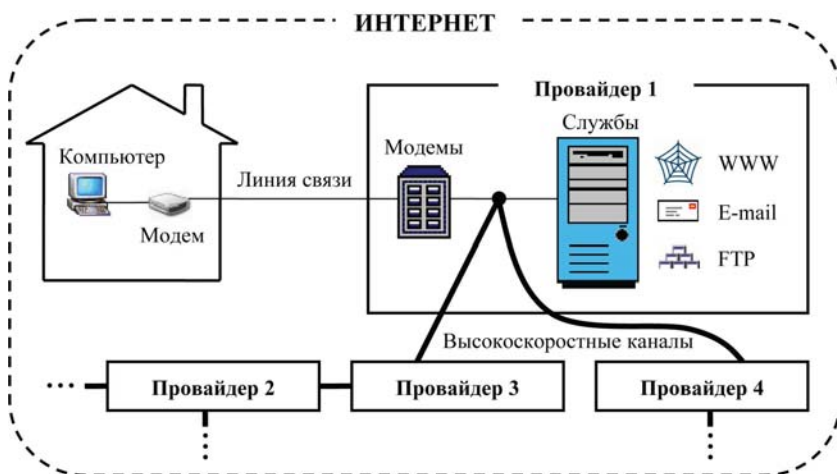 ИНТЕРНЕТ
Провайдер 1
Службы
Компьютер
Модем
Линия связи
Модемы
WWW
E-mail
FTP
Высокоскоростные каналы
Провайдер 2
Провайдер 3
Провайдер 4